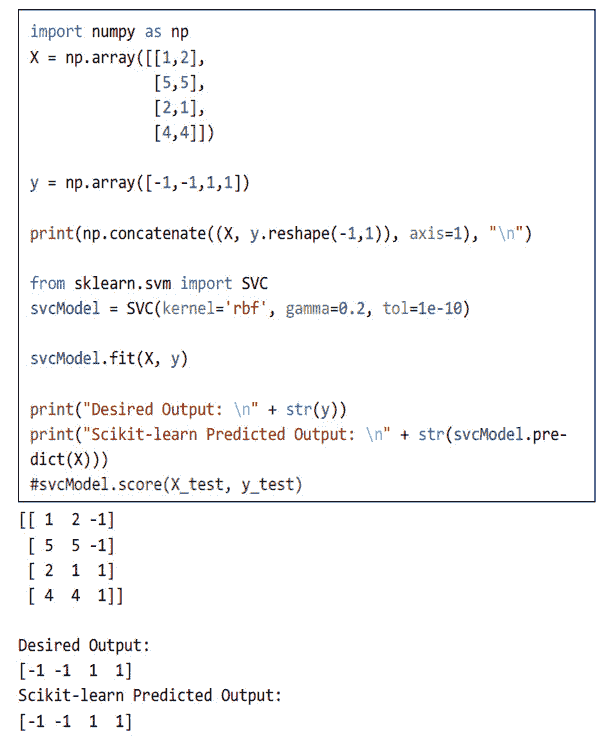 import numpy as np
X = np.array([[1,2],
[5,5],
[2,1],
[4,4]])
y = np.array([-1,-1,1,1])
print(np.concatenate((X, y.reshape(-1,1)), axis=1), "\n")
from sklearn.svm import SVC
svcModel = SVC(kernel='rbf', gamma=0.2, tol=1e-10)
svcModel.fit(X, y)
print("Desired Output: \n" + str(y))
print("Scikit-learn Predicted Output: \n" + str(svcModel.pre-
dict(X)))
#svcModel.score(X_test, y_test)
[[ 1 2 -1]
[ 5 5 -1]
[ 2 1 1]
[ 4 4 1]]
Desired Output:
[-1 -1 1 1]
Scikit-learn Predicted Output:
[-1 -1 1 1]